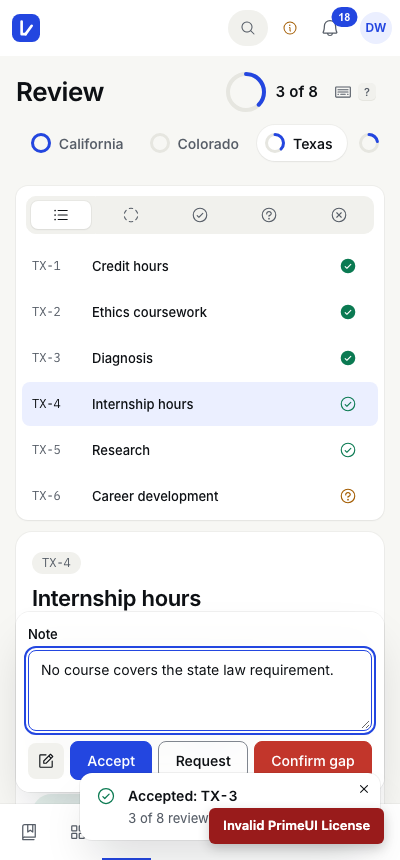 18
DW
Review
3 of 8
?
California
Colorado
Texas
TX-1 Credit hours
TX-2 Ethics coursework
TX-3 Diagnosis
TX-4 Internship hours
TX-5 Research
TX-6 Career development
TX-4
Internship hours
Note
No course covers the state law requirement.
Accept
Request
Confirm gap
Accepted: TX-3
3 of 8 review
Invalid PrimeUI License